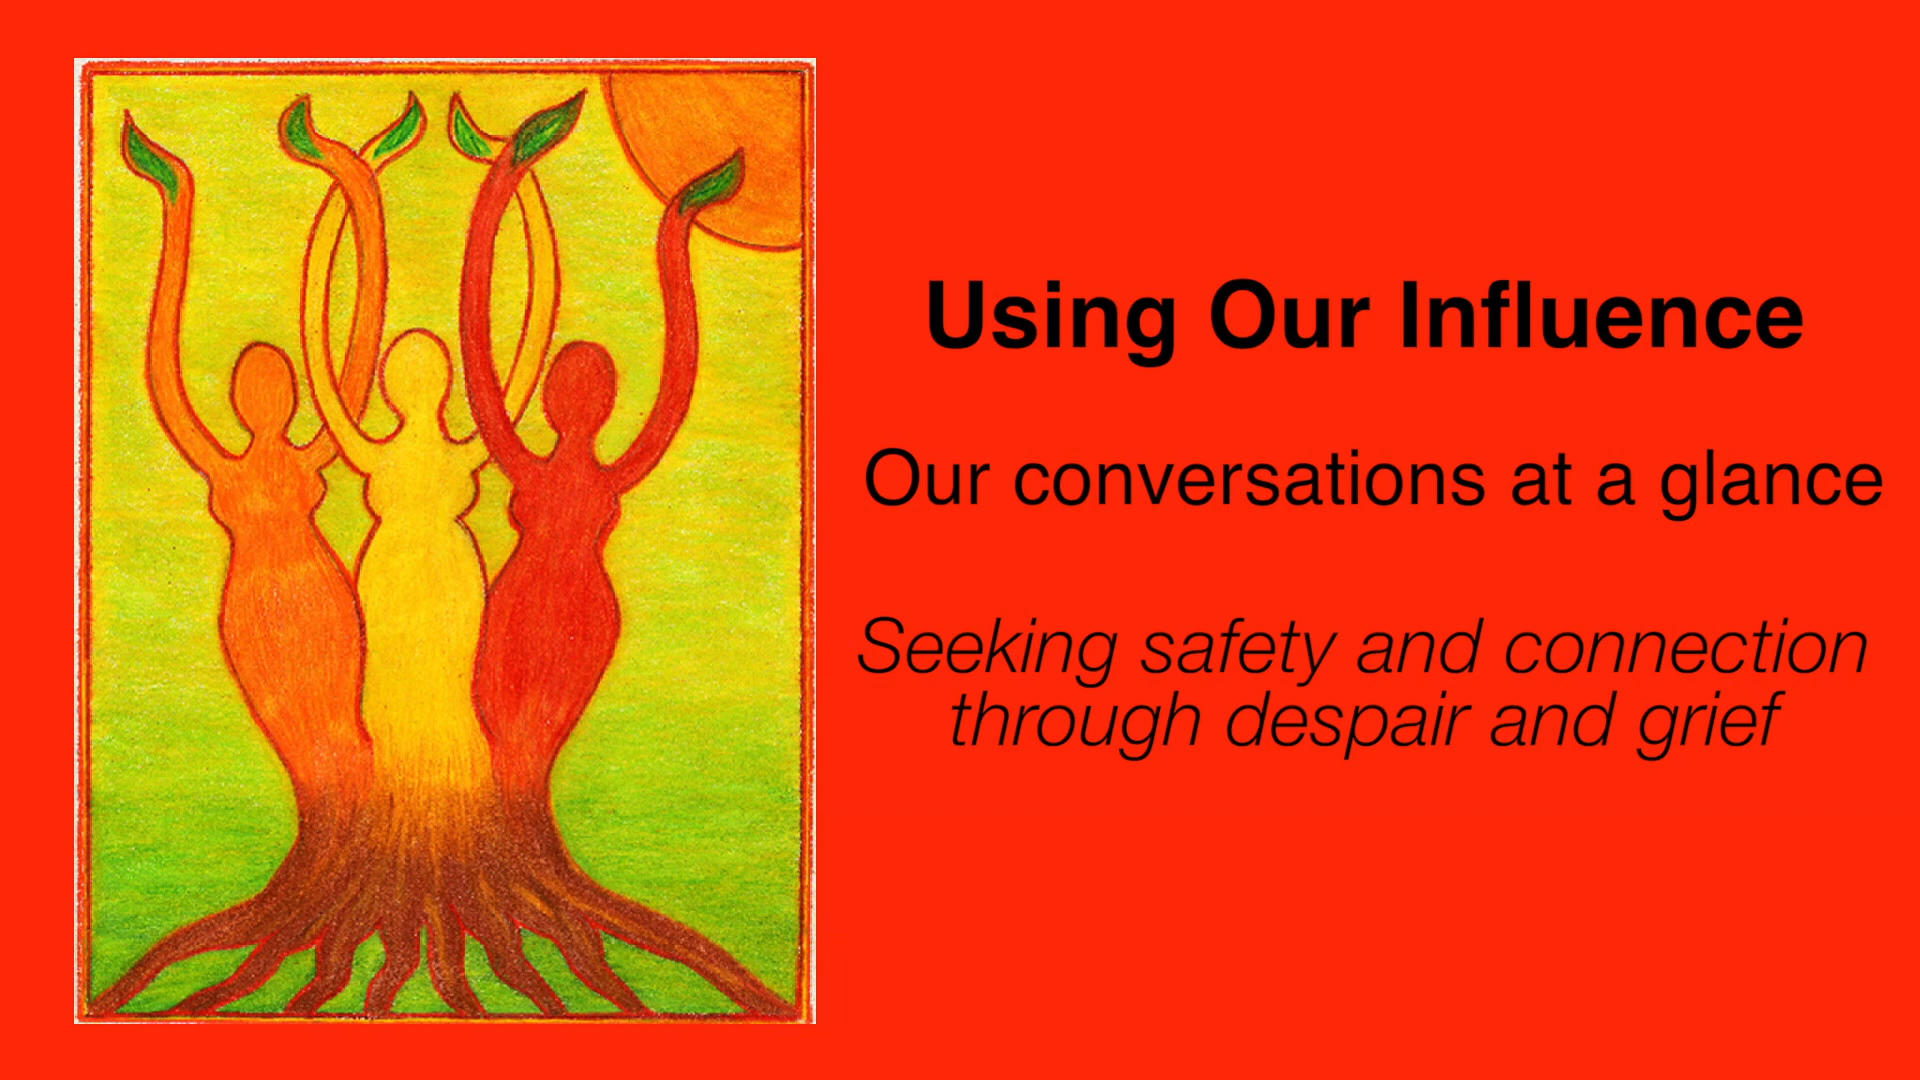 Using Our Influence
Our conversations at a glance
Seeking safety and connection
through despair and grief